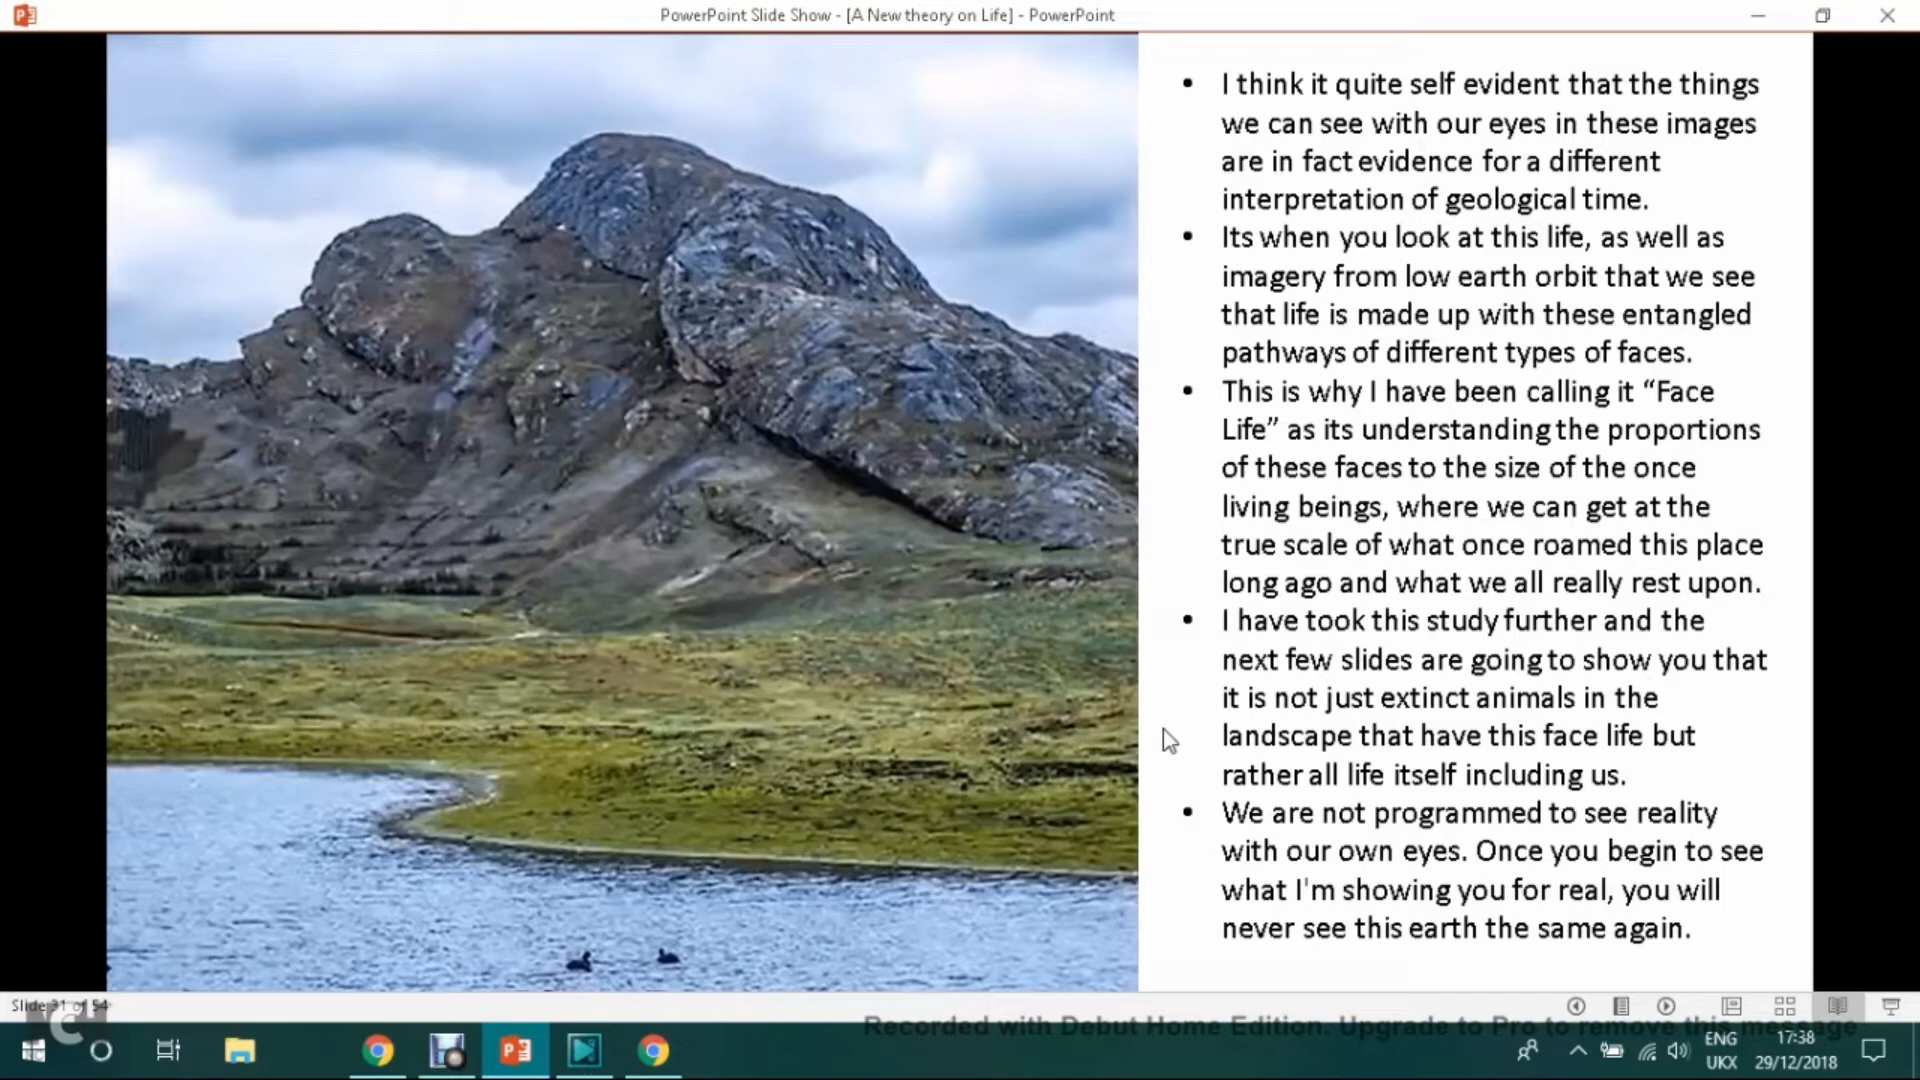 PowerPoint Slide Show - [A New theory on Life] - PowerPoint
• I think it quite self evident that the things
we can see with our eyes in these images
are in fact evidence for a different
interpretation of geological time.
• Its when you look at this life, as well as
imagery from low earth orbit that we see
that life is made up with these entangled
pathways of different types of faces.
• This is why I have been calling it “Face
Life” as its understanding the proportions
of these faces to the size of the once
living beings, where we can get at the
true scale of what once roamed this place
long ago and what we all really rest upon.
• I have took this study further and the
next few slides are going to show you that
it is not just extinct animals in the
landscape that have this face life but
rather all life itself including us.
• We are not programmed to see reality
with our own eyes. Once you begin to see
what I'm showing you for real, you will
never see this earth the same again.
Slide 31 of 54
Recorded with Debut Home Edition. Upgrade to Pro to remove this message
ENG
UKX
17:38
29/12/2018